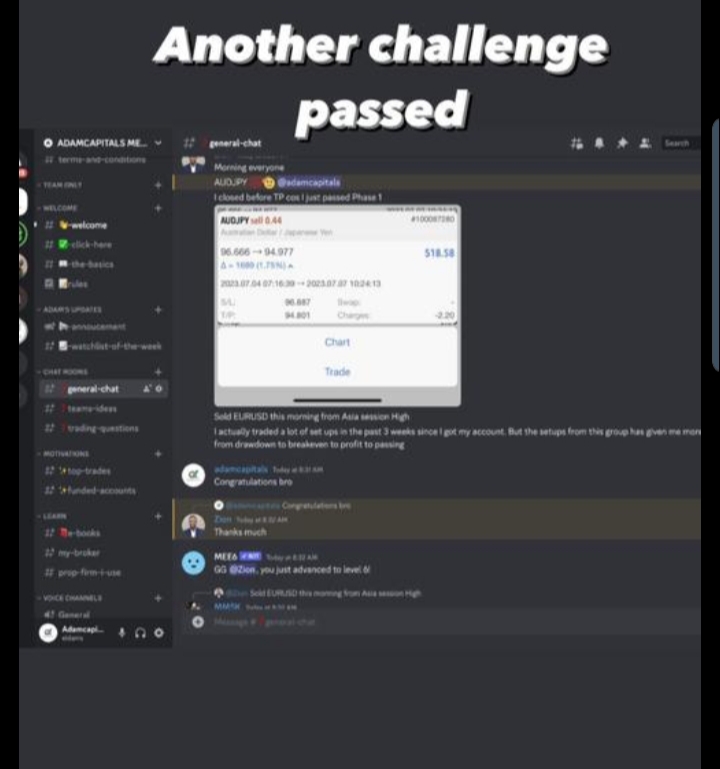 Another challenge
passed
ADAMCAPITALS ME...
terms-and-conditions
TEAM ONLY
WELCOME
welcome
click-here
the-basics
rules
ADAM'S UPDATES
annoucement
watchlist-of-the-week
CHAT ROOMS
general-chat
teams-ideas
trading-questions
MOTIVATIONS
top-trades
funded-accounts
LEARN
e-books
my-broker
prop-firm-i-use
VOICE CHANNELS
General
Adamcapi...
general-chat
Search
Morning everyone
AUDJPY @adamcapitals
I closed before TP cos I just passed Phase 1
AUDJPY sell 0.44 #100087280
Australian Dollar / Japanese Yen
96.666 → 94.977 518.58
Δ = 1689 (1.75%)
2023.07.04 07:16:39 → 2023.07.07 10:24:13
S/L: 96.887 Swap: -
T/P: 94.801 Charges: -2.20
Chart
Trade
Sold EURUSD this morning from Asia session High
I actually traded a lot of set ups in the past 3 weeks since I got my account. But the setups from this group has given me more
from drawdown to breakeven to profit to passing
adamcapitals Today at 8:31 AM
Congratulations bro
@adamcapitals Congratulations bro
Zion Today at 8:32 AM
Thanks much
MEE6 BOT Today at 8:32 AM
GG @Zion, you just advanced to level 6!
@Zion Sold EURUSD this morning from Asia session High
Message # general-chat